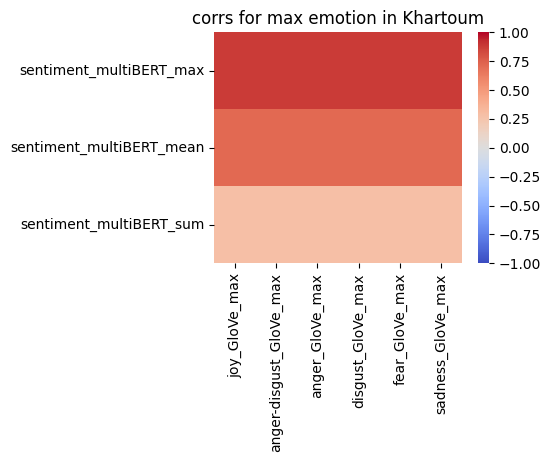 corrs for max emotion in Khartoum
sentiment_multiBERT_max
sentiment_multiBERT_mean
sentiment_multiBERT_sum
joy_GloVe_max
anger-disgust_GloVe_max
anger_GloVe_max
disgust_GloVe_max
fear_GloVe_max
sadness_GloVe_max
1.00
0.75
0.50
0.25
0.00
−0.25
−0.50
−0.75
−1.00